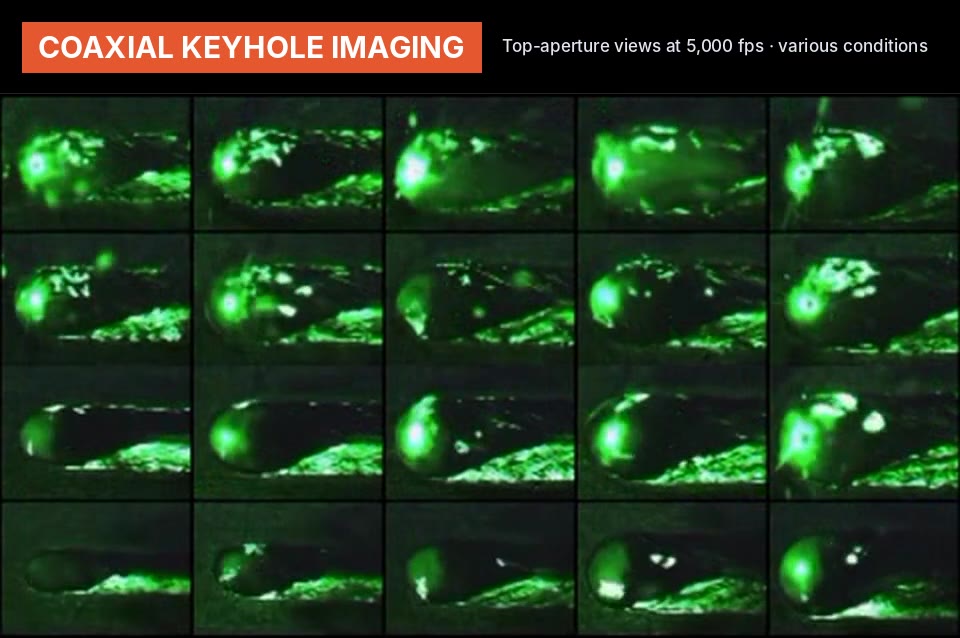 COAXIAL KEYHOLE IMAGING
Top-aperture views at 5,000 fps · various conditions